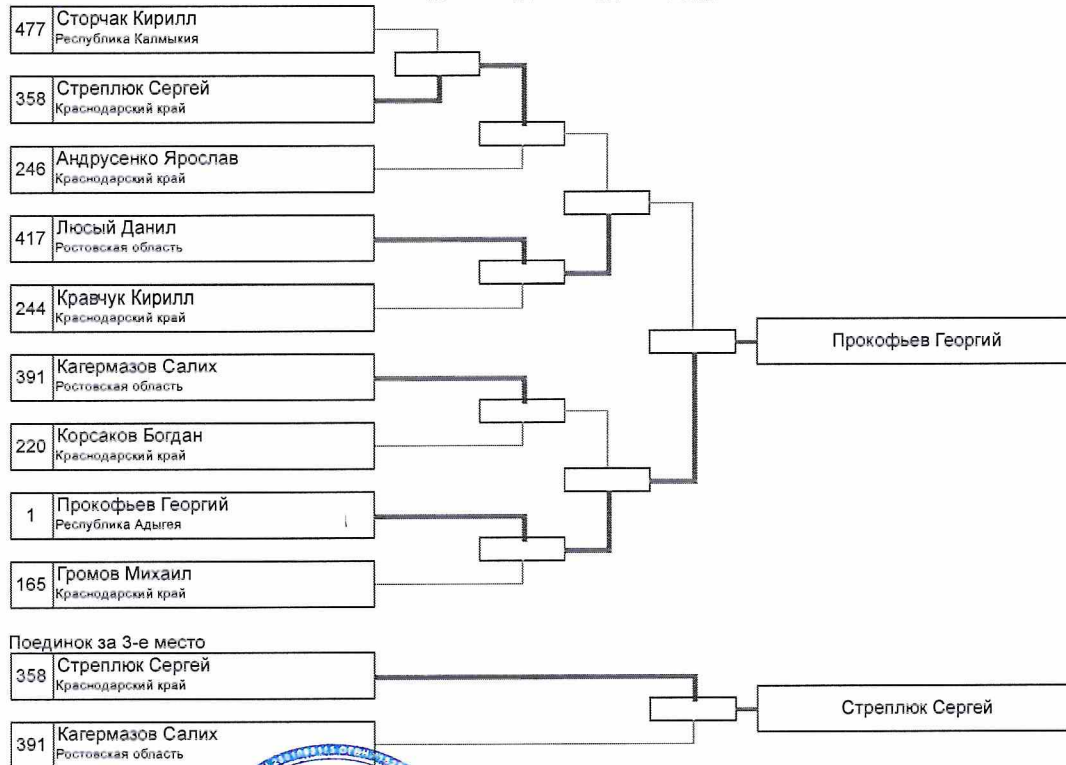 477 Сторчак Кирилл
Республика Калмыкия
358 Стреплюк Сергей
Краснодарский край
246 Андрусенко Ярослав
Краснодарский край
417 Люсый Данил
Ростовская область
244 Кравчук Кирилл
Краснодарский край
Прокофьев Георгий
391 Кагермазов Салих
Ростовская область
220 Корсаков Богдан
Краснодарский край
1 Прокофьев Георгий
Республика Адыгея
165 Громов Михаил
Краснодарский край
Поединок за 3-е место
358 Стреплюк Сергей
Краснодарский край
Стреплюк Сергей
391 Кагермазов Салих
Ростовская область